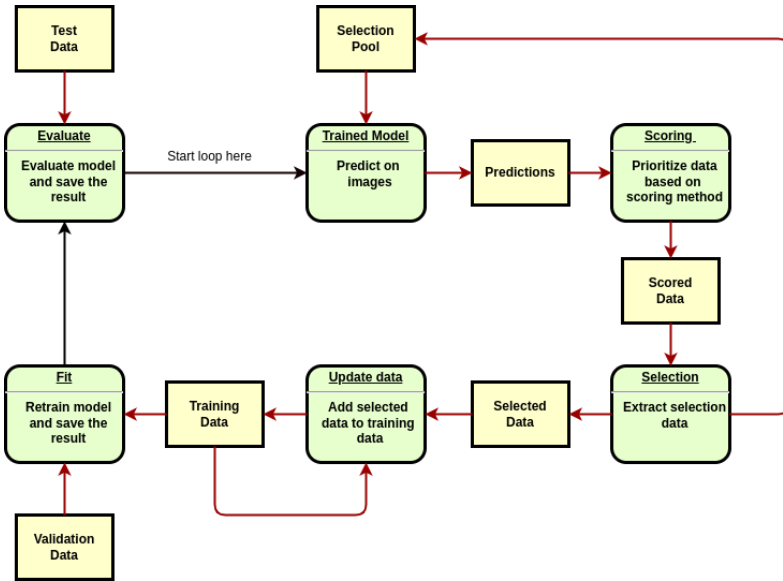 Test
Data
Selection
Pool
Evaluate
Evaluate model
and save the
result
Start loop here
Trained Model
Predict on
images
Predictions
Scoring
Prioritize data
based on
scoring method
Scored
Data
Fit
Retrain model
and save the
result
Training
Data
Update data
Add selected
data to training
data
Selected
Data
Selection
Extract selection
data
Validation
Data